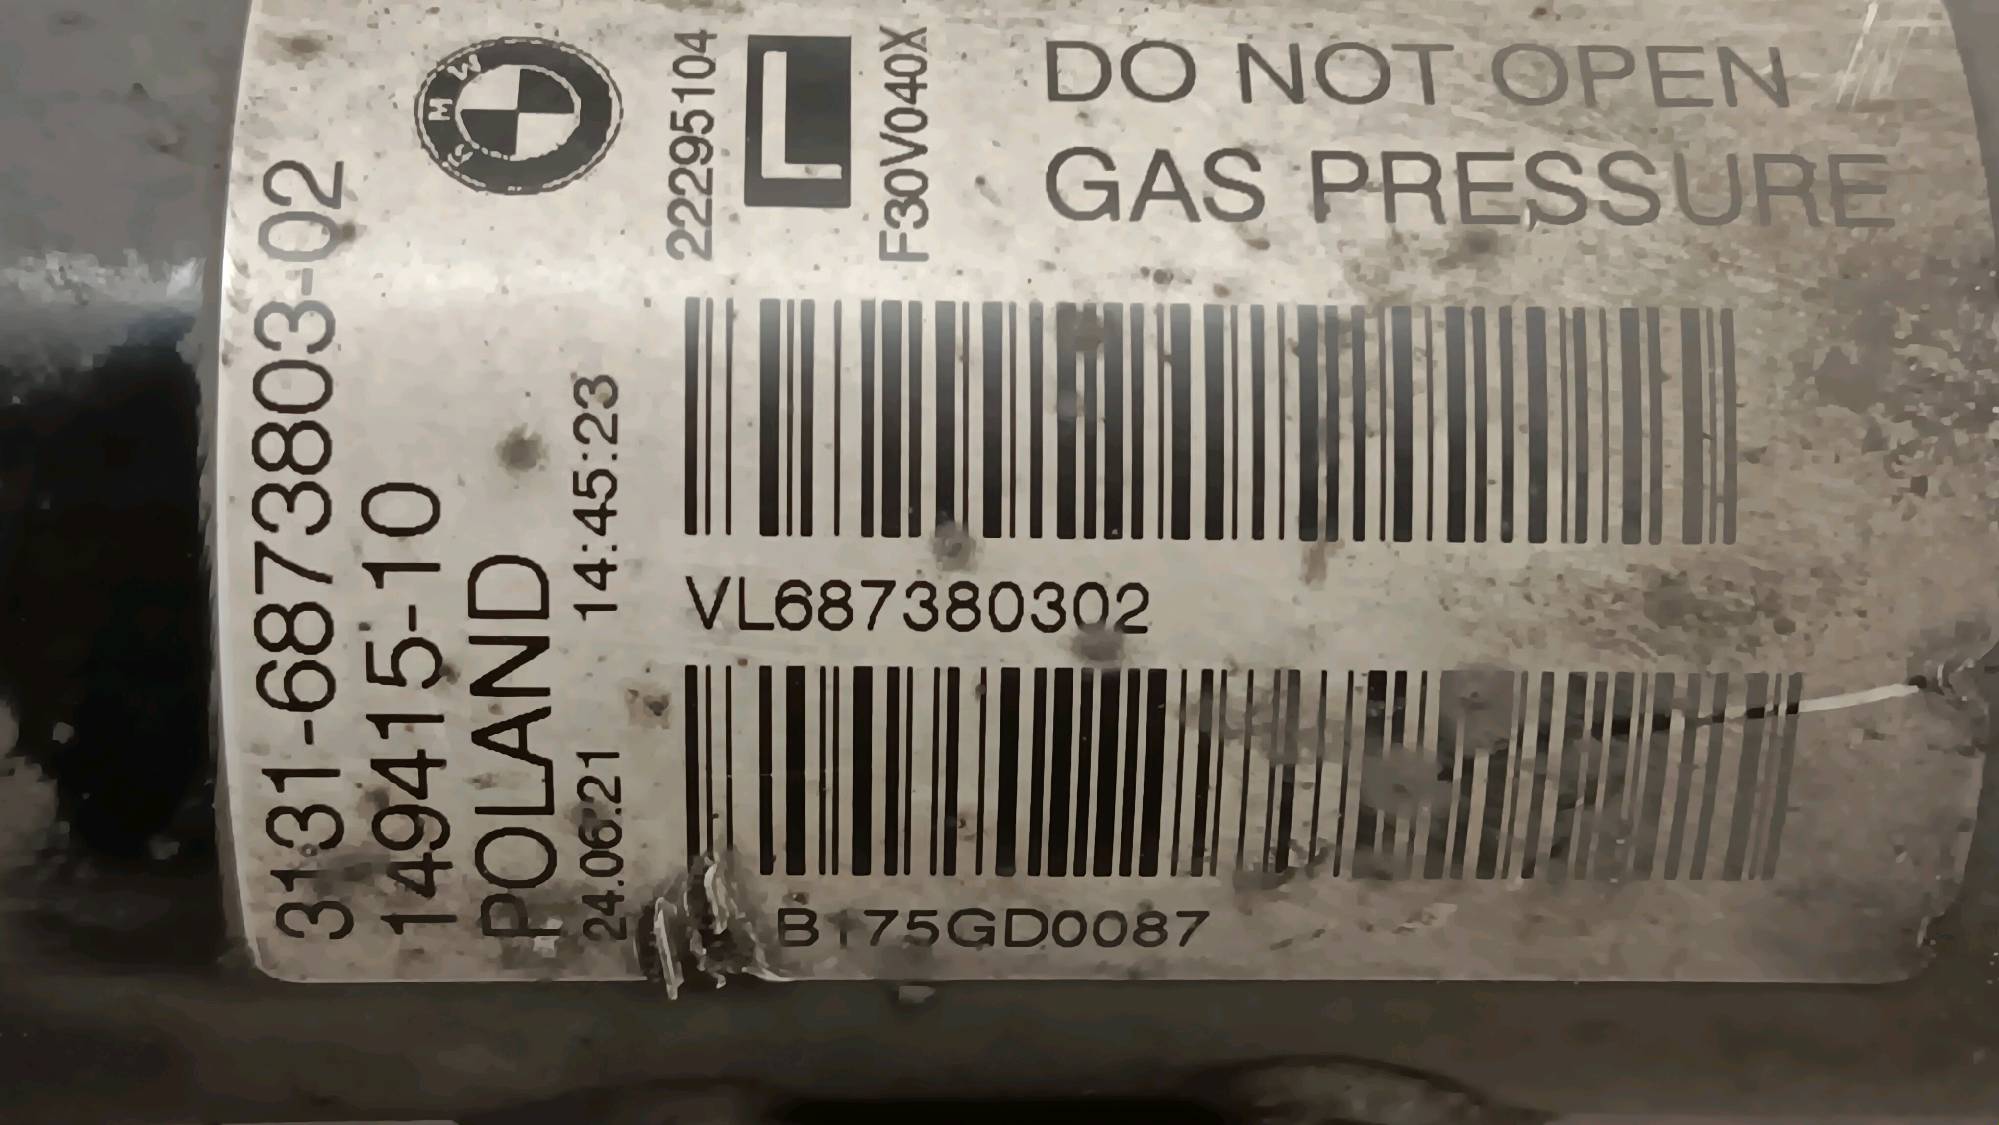 3131-6873803-02
149415-10
POLAND
24.06.21 14:45:23
BMW
22295104
L
F30V040X
DO NOT OPEN
GAS PRESSURE
VL687380302
B175GD0087